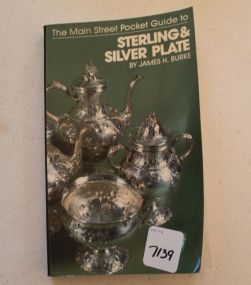 The Main Street Pocket Guide to
STERLING &
SILVER PLATE
BY JAMES H. BURKE
7139